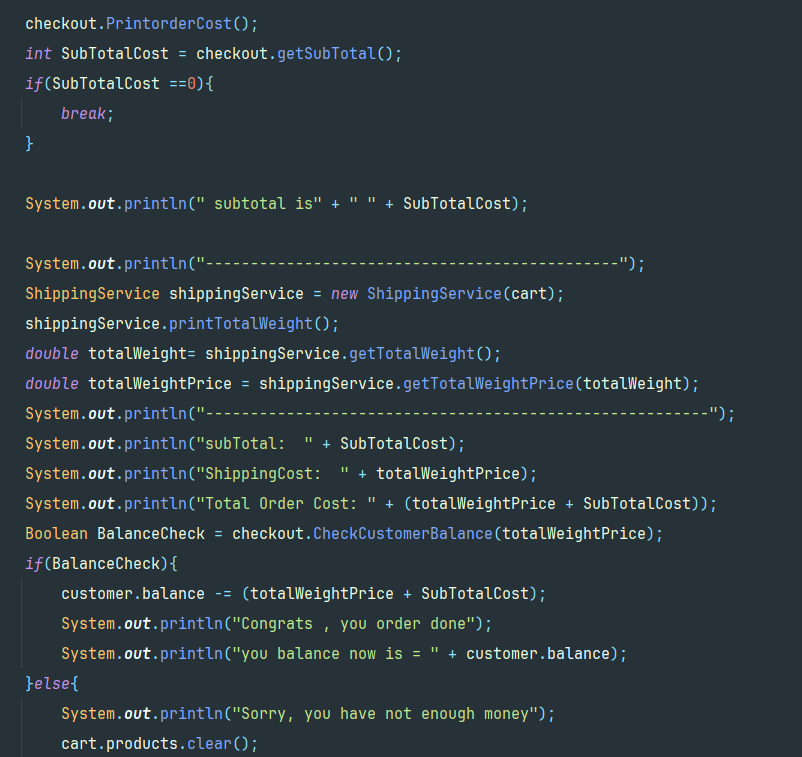 checkout.PrintorderCost();
int SubTotalCost = checkout.getSubTotal();
if(SubTotalCost ==0){
break;
}
System.out.println(" subtotal is" + " " + SubTotalCost);
System.out.println("----------------------------------------------");
ShippingService shippingService = new ShippingService(cart);
shippingService.printTotalWeight();
double totalWeight= shippingService.getTotalWeight();
double totalWeightPrice = shippingService.getTotalWeightPrice(totalWeight);
System.out.println("--------------------------------------------------------");
System.out.println("subTotal:  " + SubTotalCost);
System.out.println("ShippingCost:  " + totalWeightPrice);
System.out.println("Total Order Cost: " + (totalWeightPrice + SubTotalCost));
Boolean BalanceCheck = checkout.CheckCustomerBalance(totalWeightPrice);
if(BalanceCheck){
customer.balance -= (totalWeightPrice + SubTotalCost);
System.out.println("Congrats , you order done");
System.out.println("you balance now is = " + customer.balance);
}else{
System.out.println("Sorry, you have not enough money");
cart.products.clear();